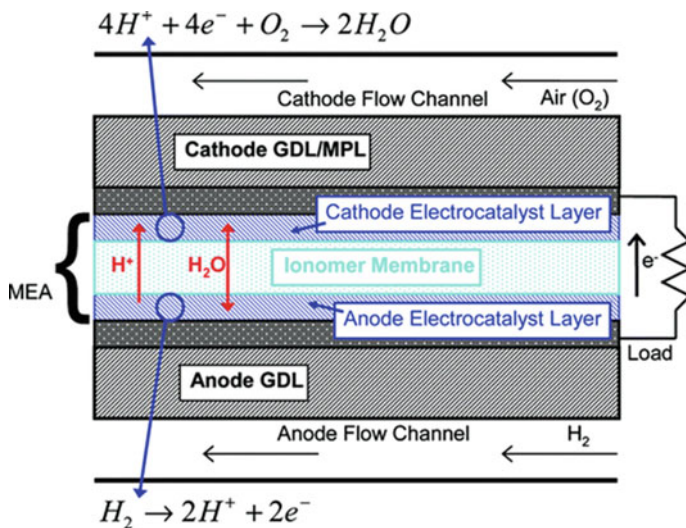 4H⁺ + 4e⁻ + O₂ → 2H₂O
Cathode Flow Channel
Air (O₂)
Cathode GDL/MPL
Cathode Electrocatalyst Layer
MEA
H⁺
H₂O
Ionomer Membrane
e⁻
Anode Electrocatalyst Layer
Load
Anode GDL
Anode Flow Channel
H₂
H₂ → 2H⁺ + 2e⁻